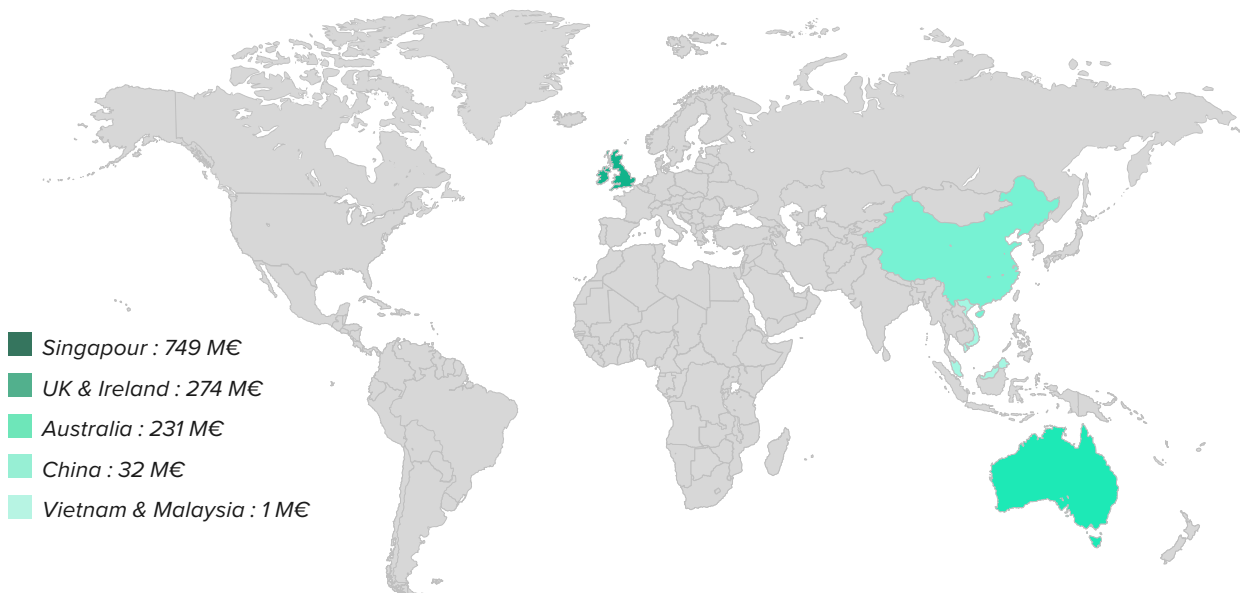 Singapour : 749 M€
UK & Ireland : 274 M€
Australia : 231 M€
China : 32 M€
Vietnam & Malaysia : 1 M€